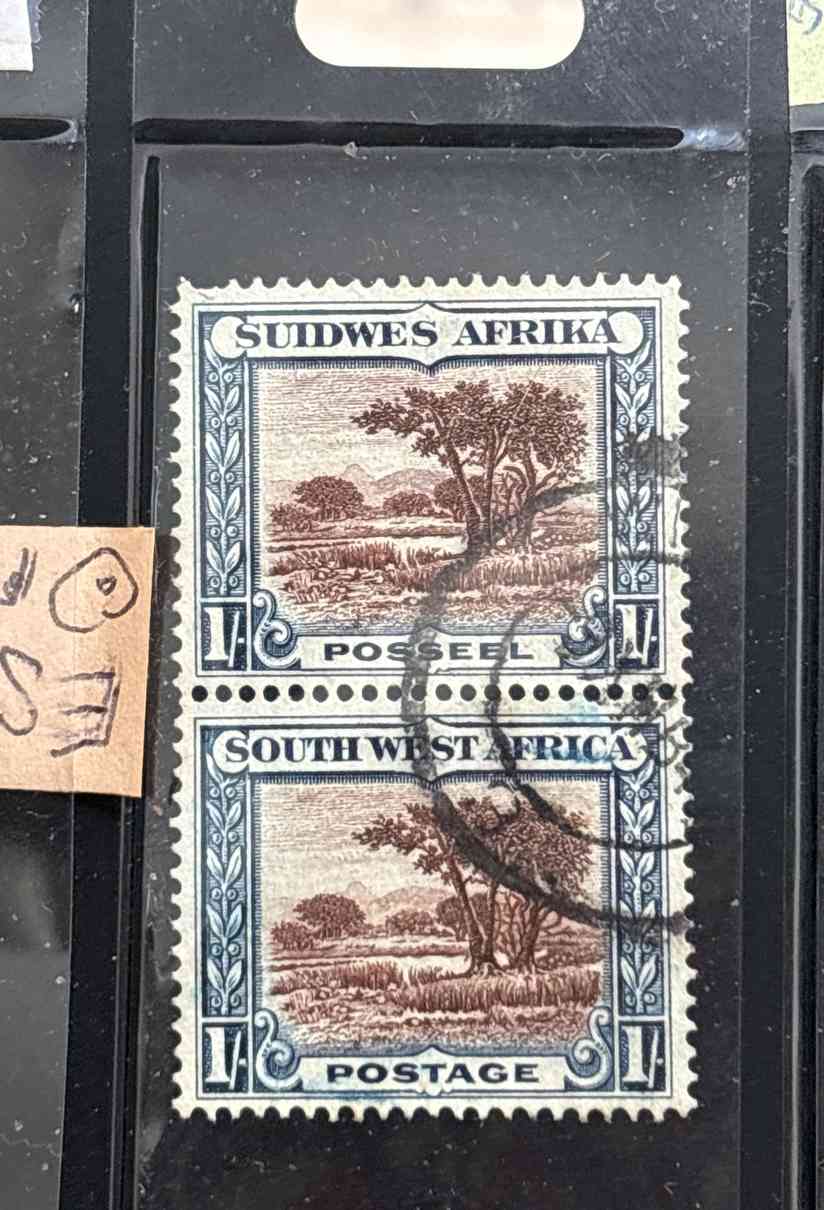 SUIDWES AFRIKA
1/- 1/-
POSSEEL
SOUTH WEST AFRICA
1/- 1/-
POSTAGE